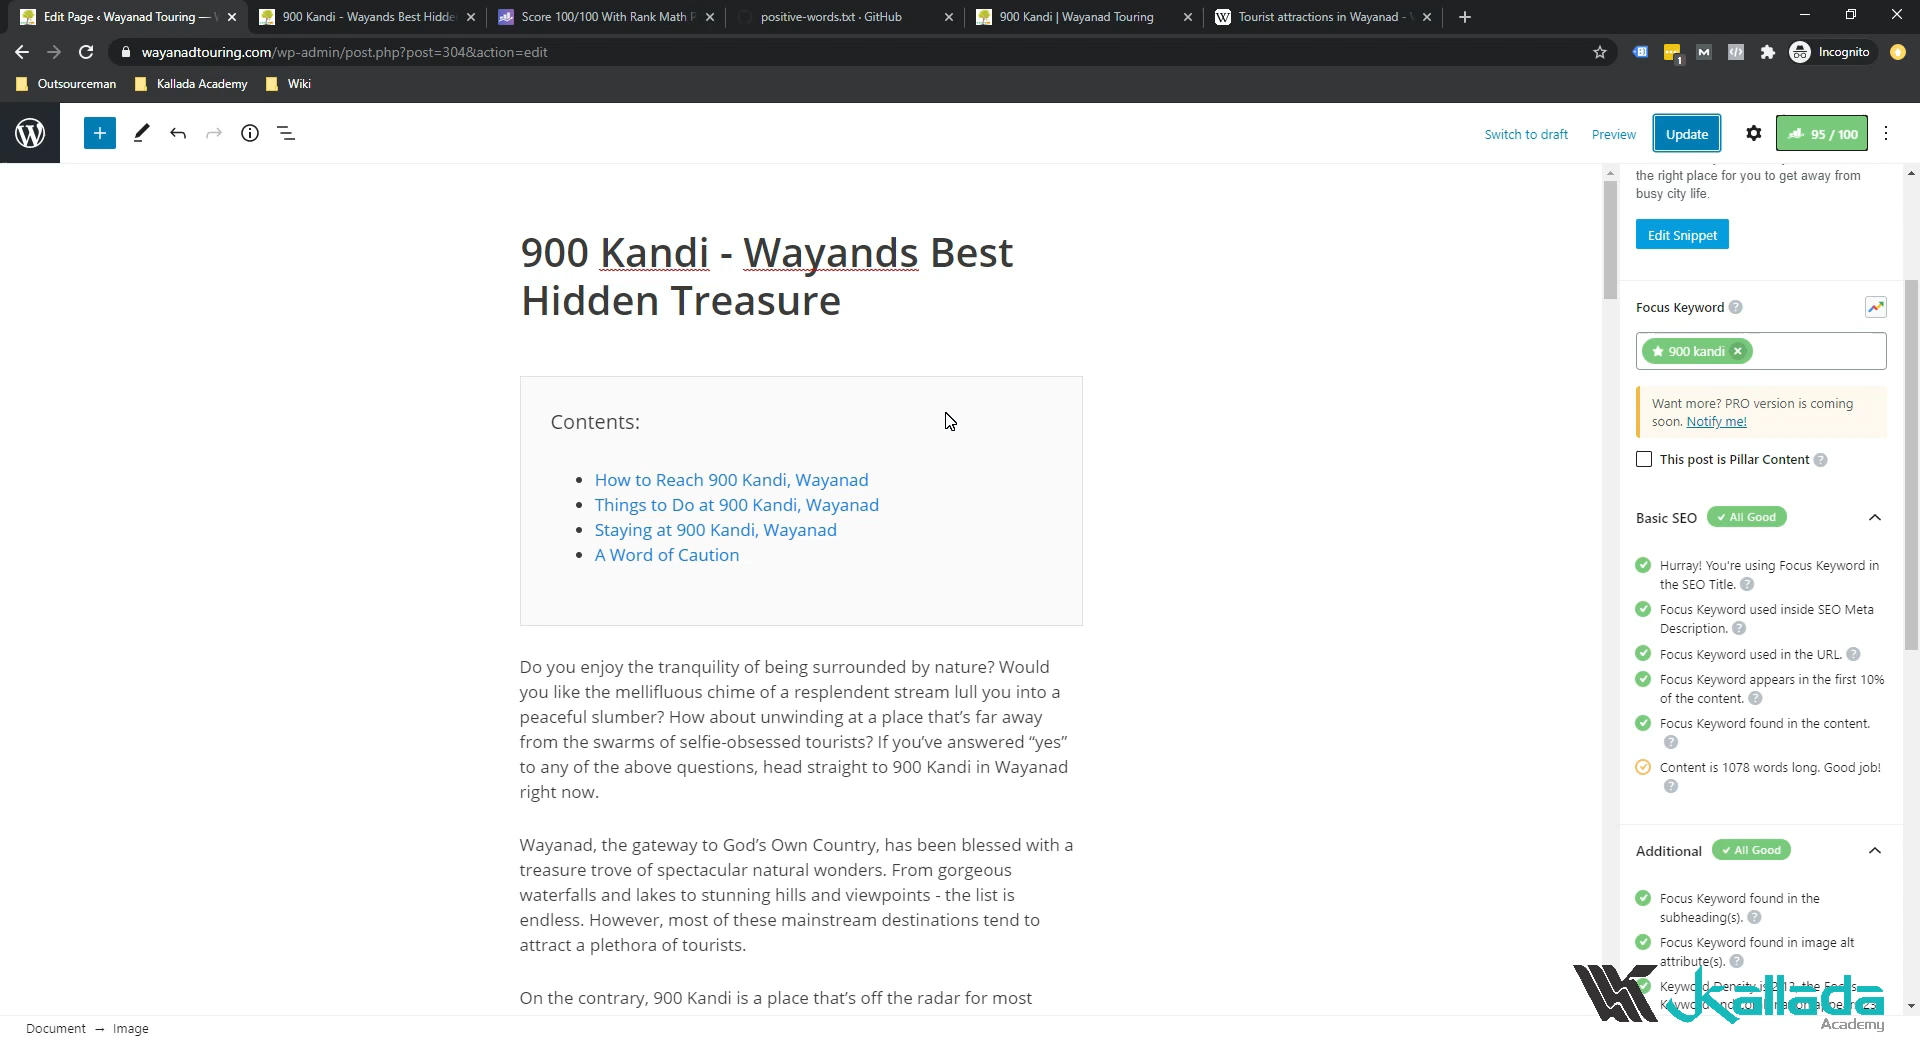 Edit Page ‹ Wayanad Touring —
900 Kandi - Wayands Best Hidde
Score 100/100 With Rank Math P
positive-words.txt · GitHub
900 Kandi | Wayanad Touring
Tourist attractions in Wayanad -
wayanadtouring.com/wp-admin/post.php?post=304&action=edit
1
Incognito
Outsourceman
Kallada Academy
Wiki
Switch to draft
Preview
Update
95 / 100
900 Kandi - Wayands Best
Hidden Treasure
Contents:
• How to Reach 900 Kandi, Wayanad
• Things to Do at 900 Kandi, Wayanad
• Staying at 900 Kandi, Wayanad
• A Word of Caution
Do you enjoy the tranquility of being surrounded by nature? Would
you like the mellifluous chime of a resplendent stream lull you into a
peaceful slumber? How about unwinding at a place that’s far away
from the swarms of selfie-obsessed tourists? If you’ve answered “yes”
to any of the above questions, head straight to 900 Kandi in Wayanad
right now.
Wayanad, the gateway to God’s Own Country, has been blessed with a
treasure trove of spectacular natural wonders. From gorgeous
waterfalls and lakes to stunning hills and viewpoints - the list is
endless. However, most of these mainstream destinations tend to
attract a plethora of tourists.
On the contrary, 900 Kandi is a place that’s off the radar for most
the right place for you to get away from
busy city life.
Edit Snippet
Focus Keyword
900 kandi
Want more? PRO version is coming
soon. Notify me!
This post is Pillar Content
Basic SEO
All Good
Hurray! You're using Focus Keyword in
the SEO Title.
Focus Keyword used inside SEO Meta
Description.
Focus Keyword used in the URL.
Focus Keyword appears in the first 10%
of the content.
Focus Keyword found in the content.
Content is 1078 words long. Good job!
Additional
All Good
Focus Keyword found in the
subheading(s).
Focus Keyword found in image alt
attribute(s).
Keyword Density is
Kallada
Academy
Document → Image